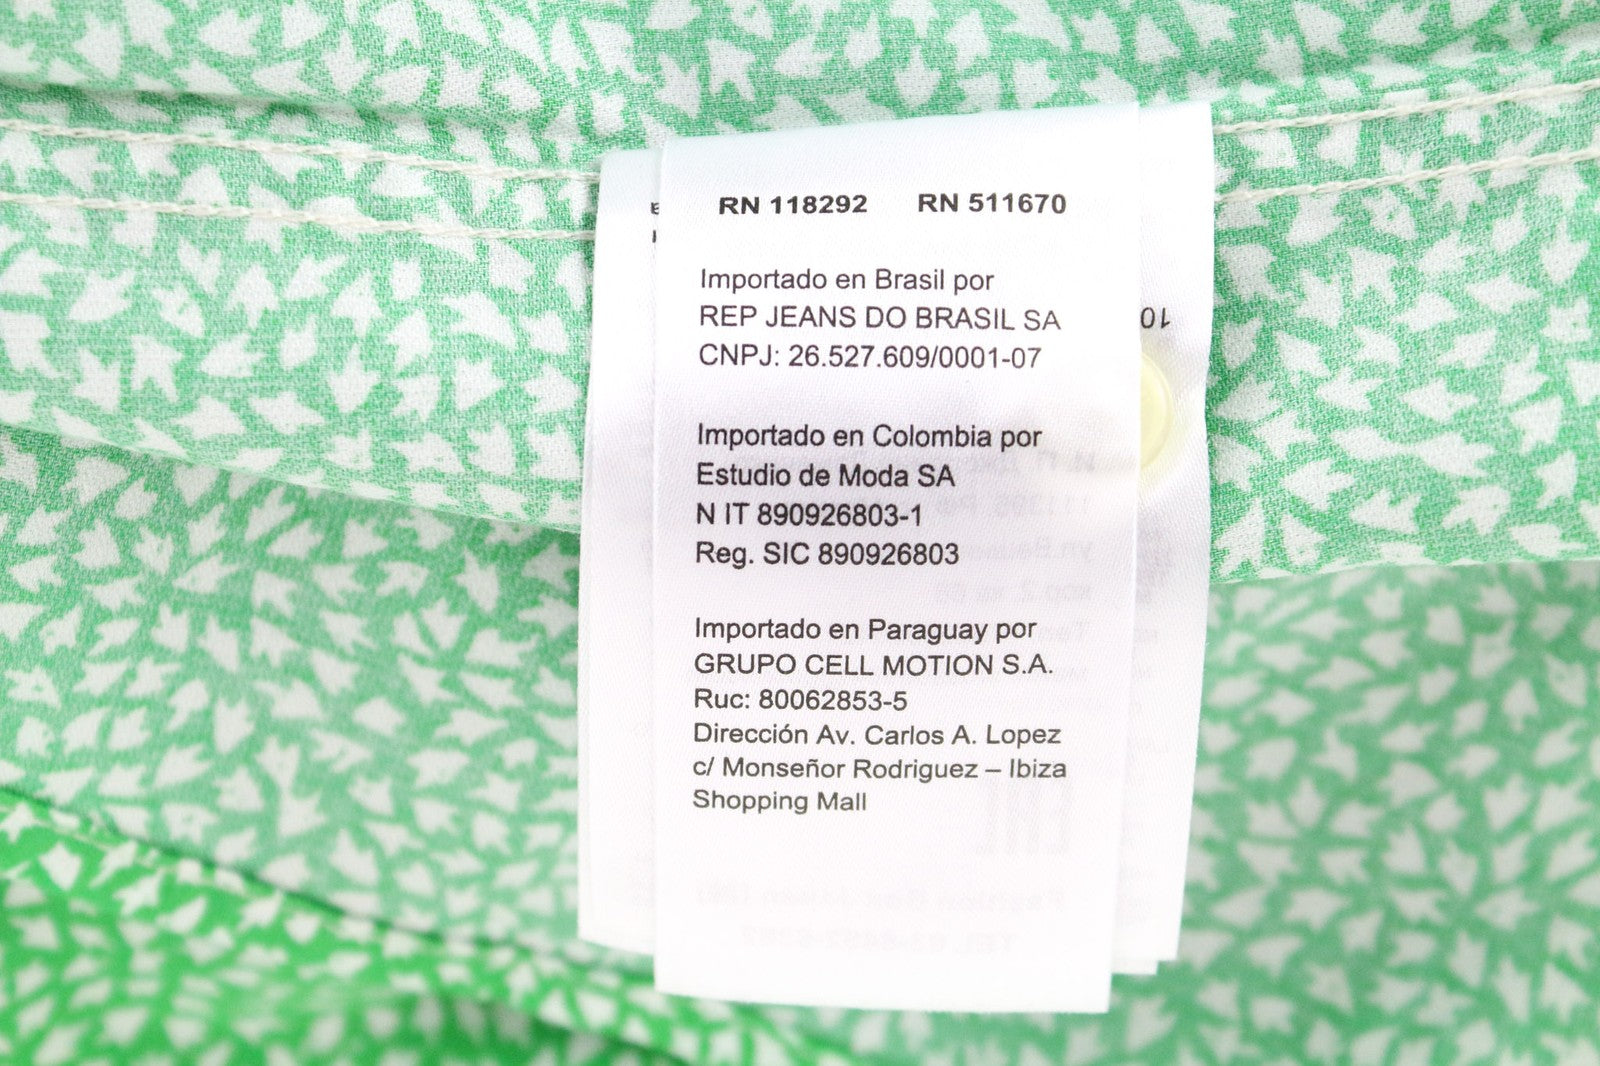 RN 118292 RN 511670
Importado en Brasil por
REP JEANS DO BRASIL SA
CNPJ: 26.527.609/0001-07
Importado en Colombia por
Estudio de Moda SA
N IT 890926803-1
Reg. SIC 890926803
Importado en Paraguay por
GRUPO CELL MOTION S.A.
Ruc: 80062853-5
Dirección Av. Carlos A. Lopez
c/ Monseñor Rodriguez – Ibiza
Shopping Mall